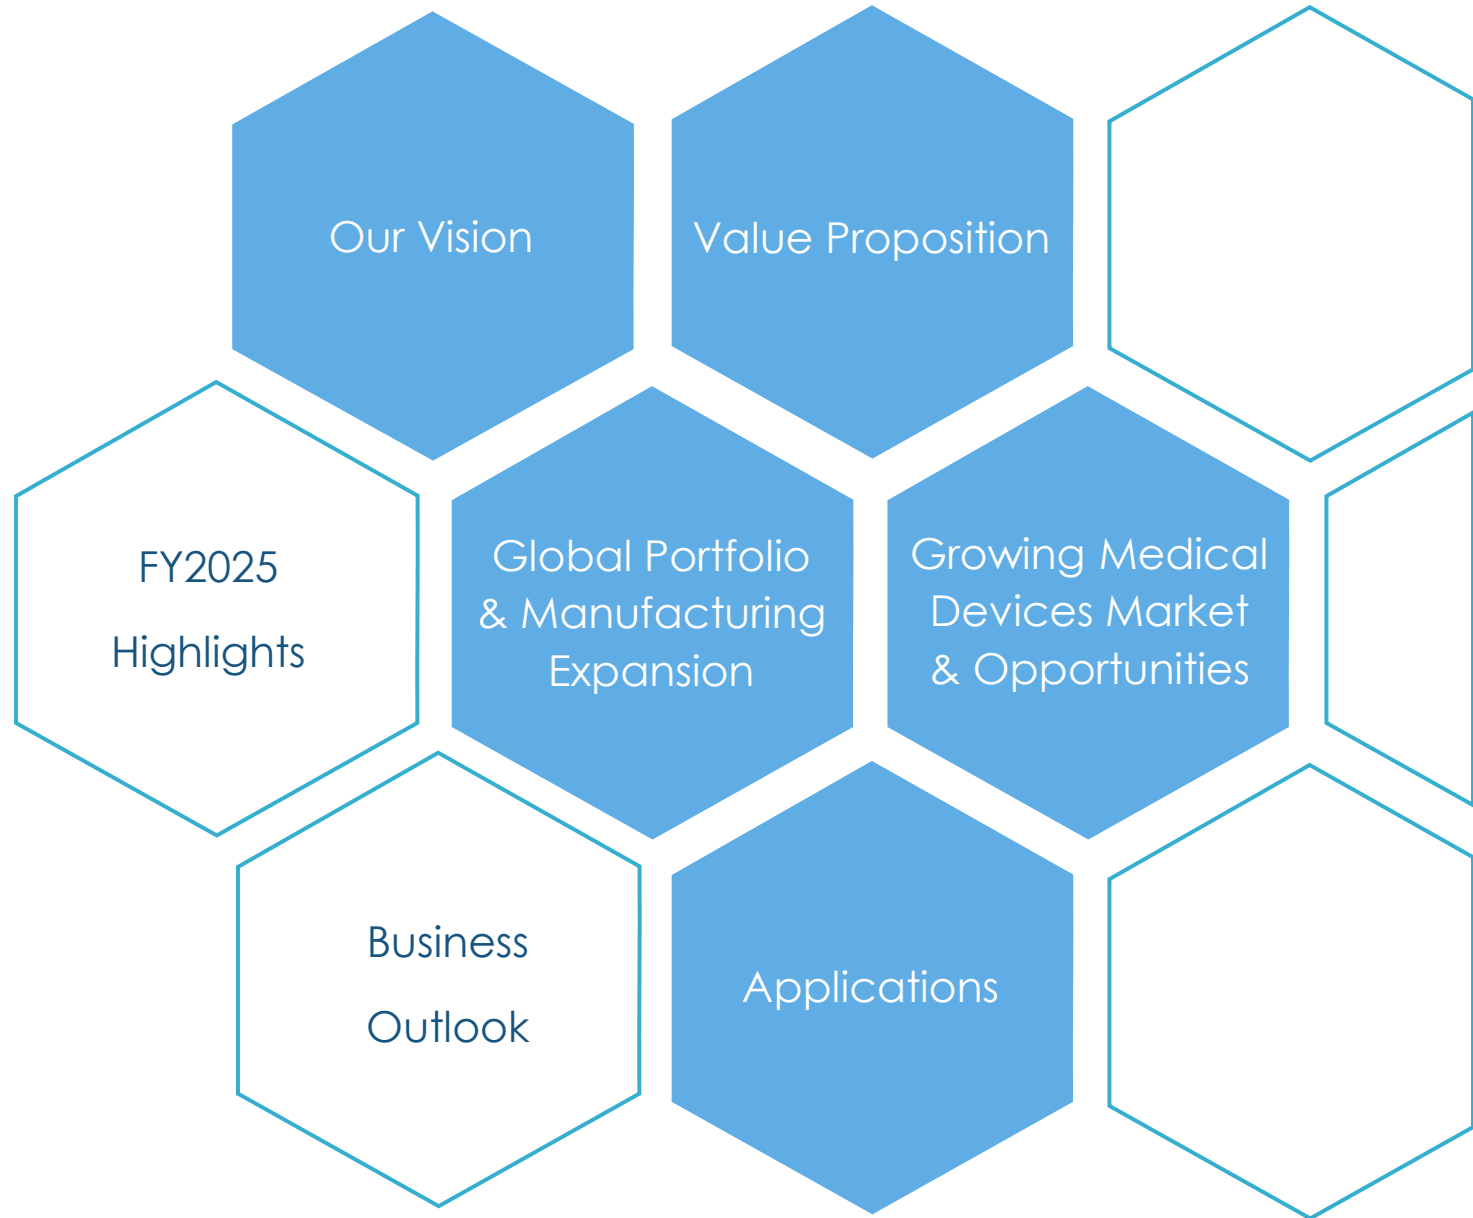 Our Vision
Value Proposition
FY2025
Highlights
Global Portfolio
& Manufacturing
Expansion
Growing Medical
Devices Market
& Opportunities
Business
Outlook
Applications